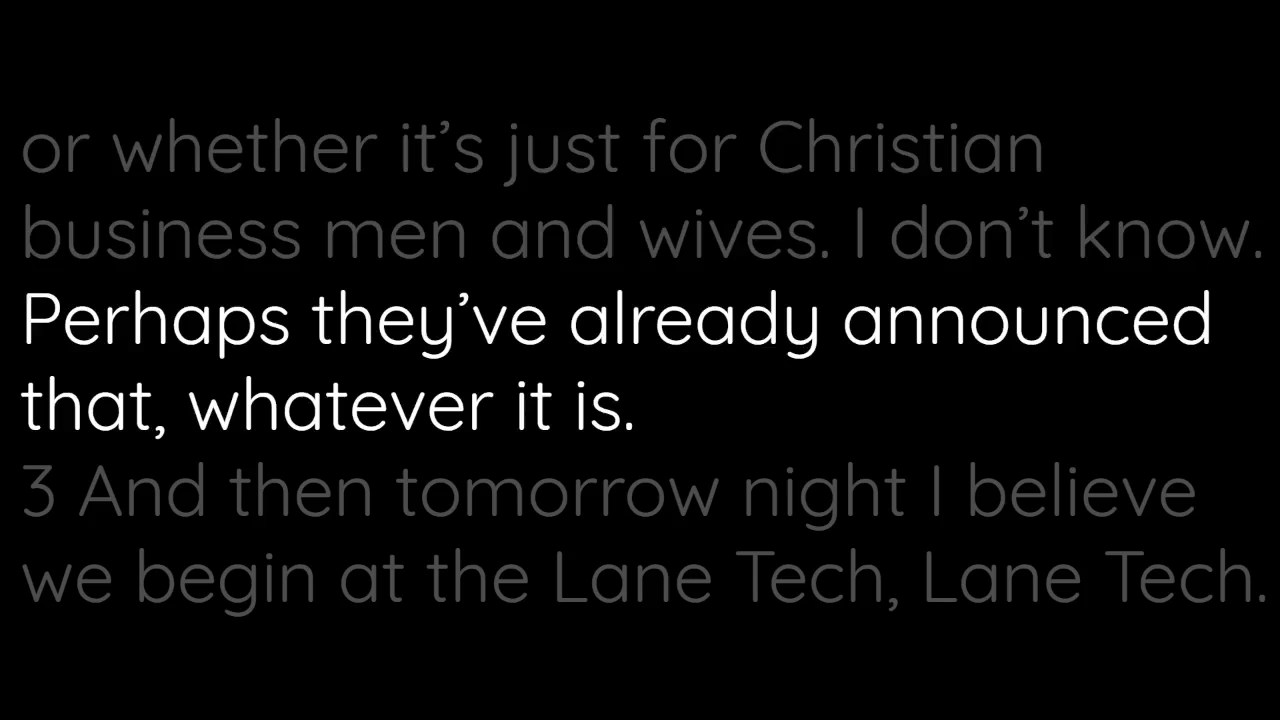 or whether it’s just for Christian
business men and wives. I don’t know.
Perhaps they’ve already announced
that, whatever it is.
3 And then tomorrow night I believe
we begin at the Lane Tech, Lane Tech.